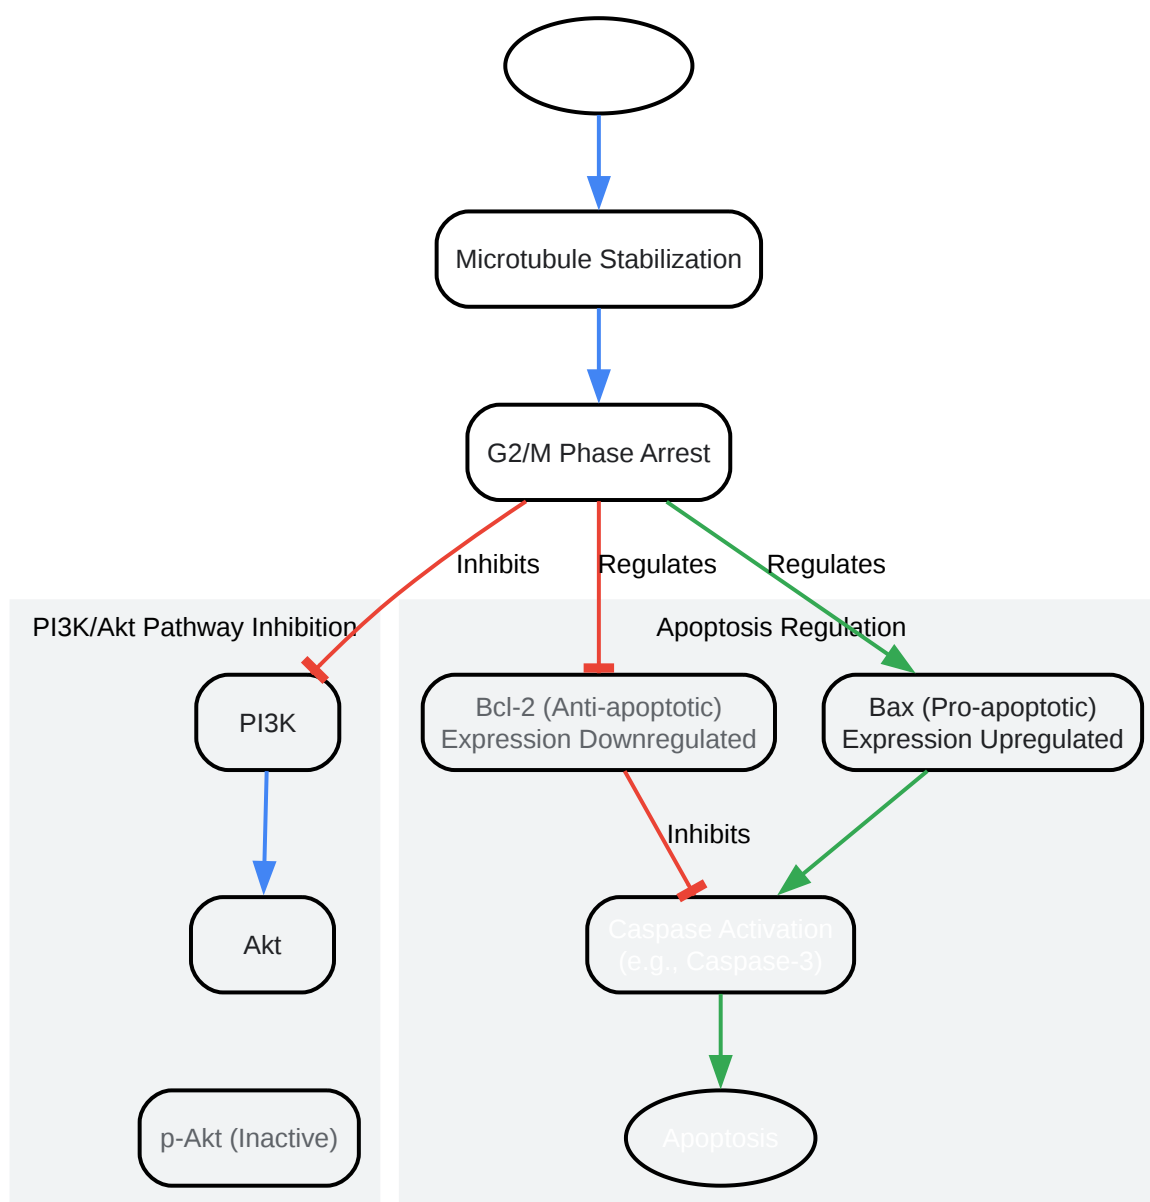 Microtubule Stabilization
G2/M Phase Arrest
Inhibits
Regulates
Regulates
PI3K/Akt Pathway Inhibition
Apoptosis Regulation
PI3K
Bcl-2 (Anti-apoptotic)
Expression Downregulated
Bax (Pro-apoptotic)
Expression Upregulated
Inhibits
Akt
Caspase Activation
(e.g., Caspase-3)
p-Akt (Inactive)
Apoptosis